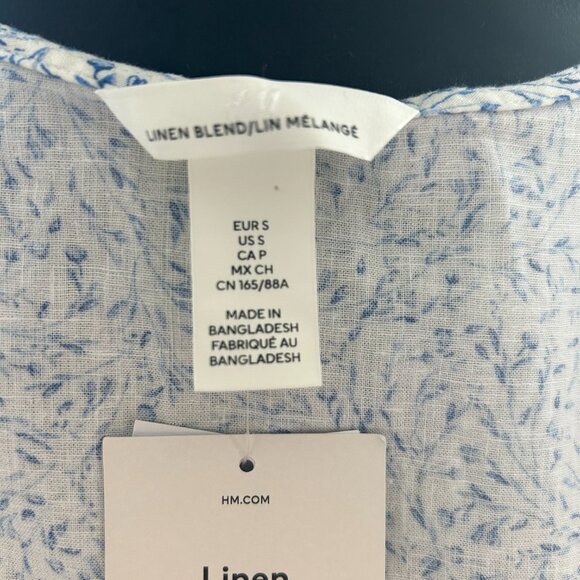 LINEN BLEND/LIN MÉLANGÉ
EUR S
US S
CA P
MX CH
CN 165/88A
MADE IN
BANGLADESH
FABRIQUÉ AU
BANGLADESH
HM.COM
Linen